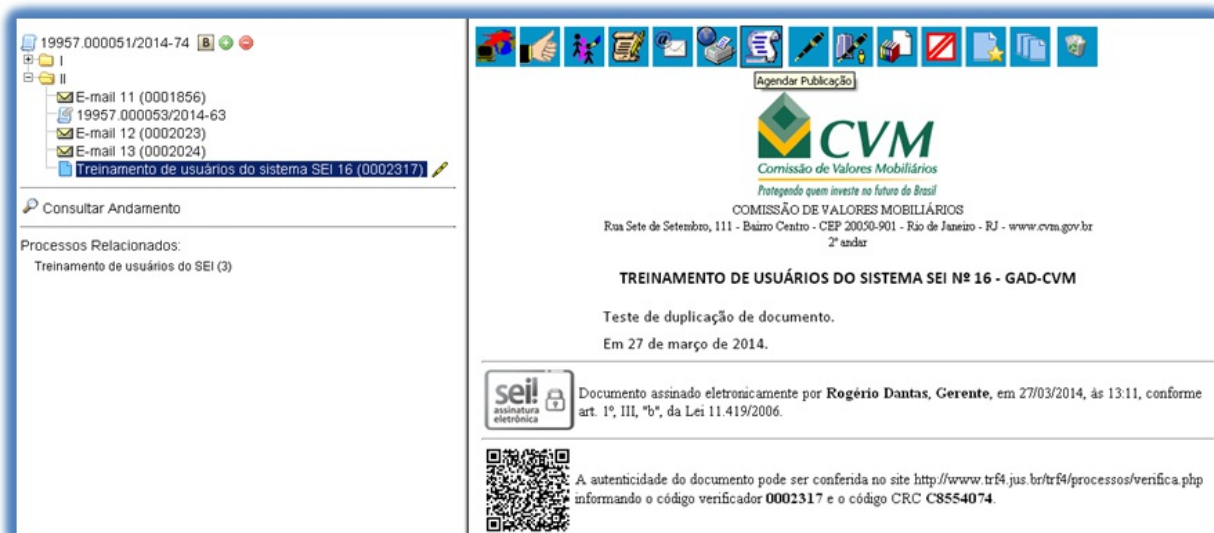 19957.000051/2014-74 B
I
II
E-mail 11 (0001856)
19957.000053/2014-63
E-mail 12 (0002023)
E-mail 13 (0002024)
Treinamento de usuários do sistema SEI 16 (0002317)
Consultar Andamento
Processos Relacionados:
Treinamento de usuários do SEI (3)
Agendar Publicação
CVM
Comissão de Valores Mobiliários
Protegendo quem investe no futuro do Brasil
COMISSÃO DE VALORES MOBILIÁRIOS
Rua Sete de Setembro, 111 - Bairro Centro - CEP 20050-901 - Rio de Janeiro - RJ - www.cvm.gov.br
2º andar
TREINAMENTO DE USUÁRIOS DO SISTEMA SEI Nº 16 - GAD-CVM
Teste de duplicação de documento.
Em 27 de março de 2014.
sei!
assinatura
eletrônica
Documento assinado eletronicamente por Rogério Dantas, Gerente, em 27/03/2014, às 13:11, conforme
art. 1º, III, "b", da Lei 11.419/2006.
A autenticidade do documento pode ser conferida no site http://www.trf4.jus.br/trf4/processos/verifica.php
informando o código verificador 0002317 e o código CRC C8554074.